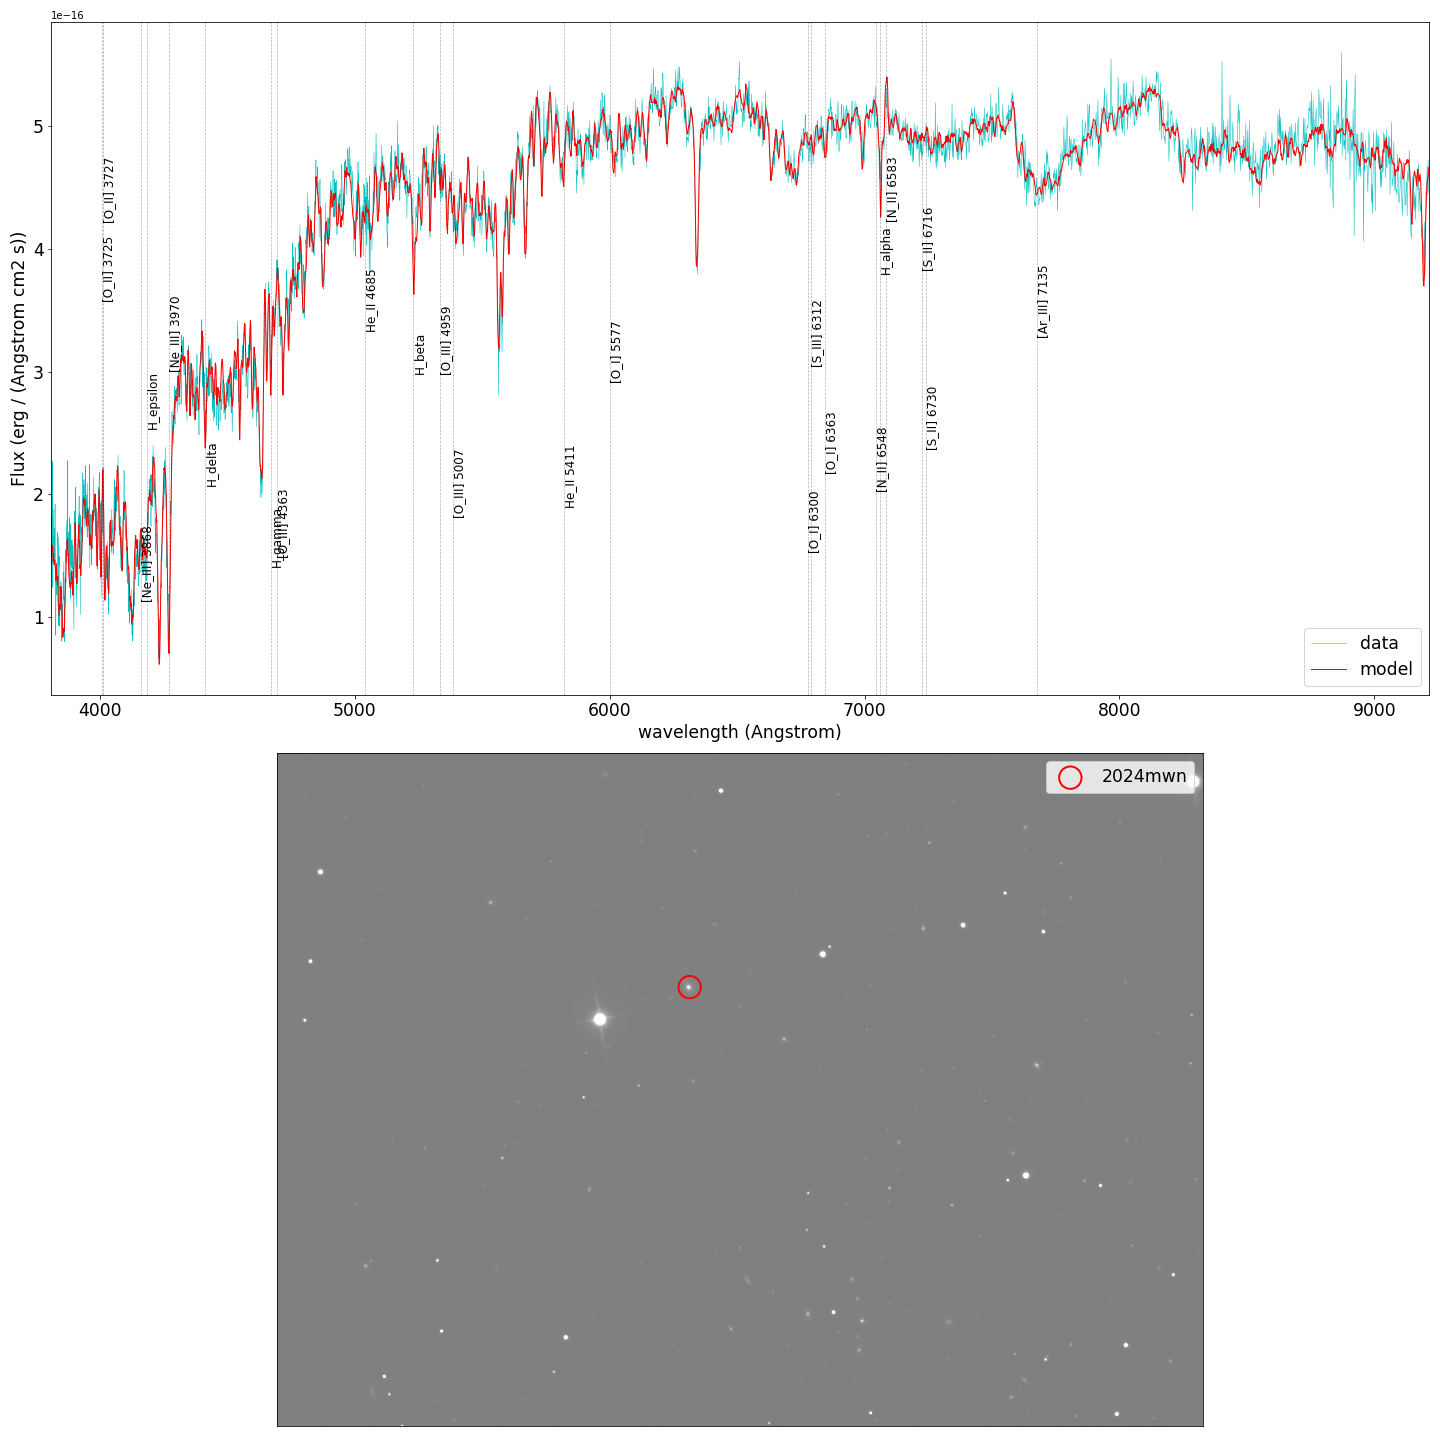 1e−16
Flux (erg / (Angstrom cm2 s))
5
4
3
2
1
[O_II] 3725
[O_II] 3727
[Ne_III] 3868
H_epsilon
[Ne_III] 3970
H_delta
H_gamma
[O_III] 4363
He_II 4685
H_beta
[O_III] 4959
[O_III] 5007
He_II 5411
[O_I] 5577
[O_I] 6300
[S_III] 6312
[O_I] 6363
[N_II] 6548
H_alpha
[N_II] 6583
[S_II] 6716
[S_II] 6730
[Ar_III] 7135
data
model
4000 5000 6000 7000 8000 9000
wavelength (Angstrom)
2024mwn